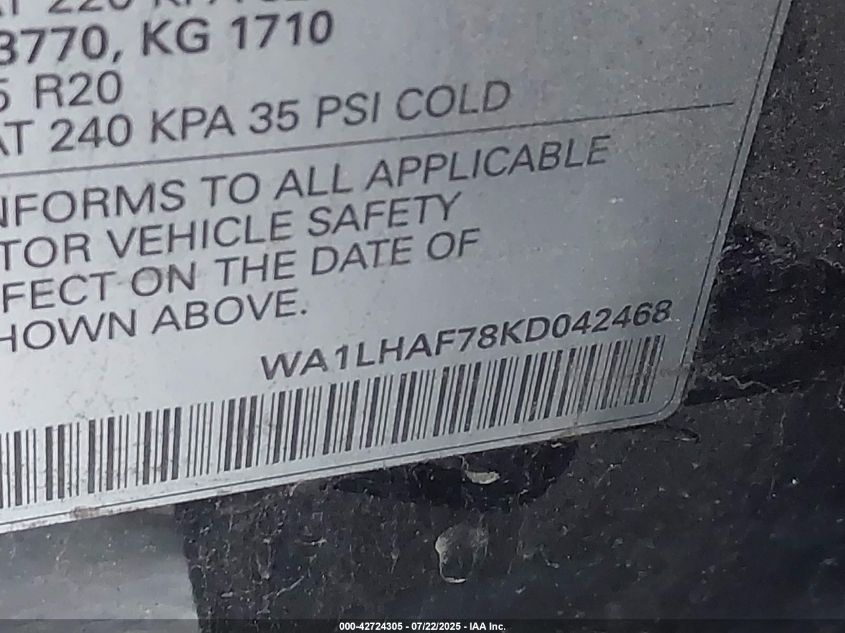 3770, KG 1710
R20
AT 240 KPA 35 PSI COLD
NFORMS TO ALL APPLICABLE
TOR VEHICLE SAFETY
FECT ON THE DATE OF
HOWN ABOVE.
WA1LHAF78KD042468
000-42724305 - 07/22/2025 - IAA Inc.